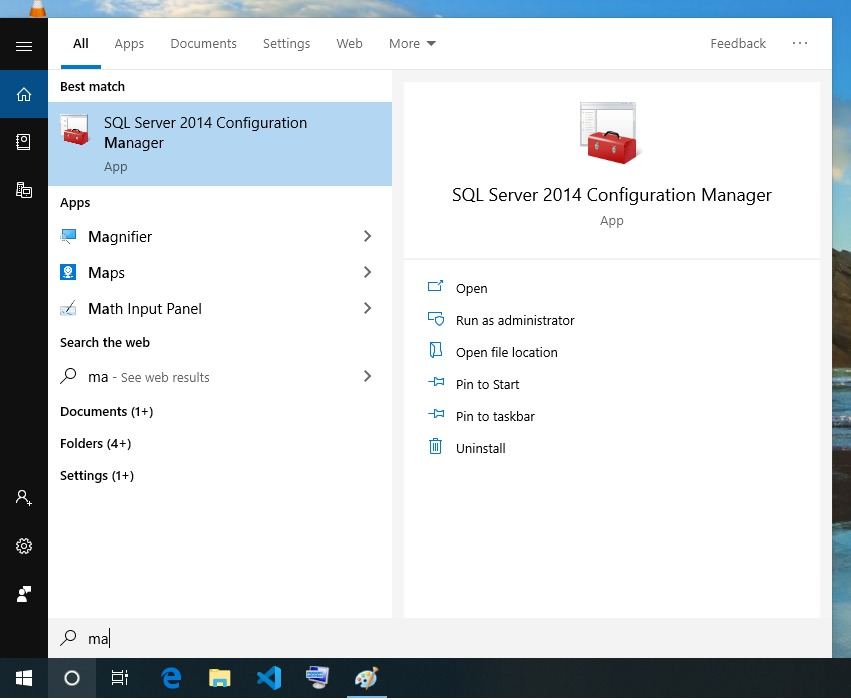 All Apps Documents Settings Web More Feedback ...
Best match
SQL Server 2014 Configuration
Manager
App
Apps
Magnifier
Maps
Math Input Panel
Search the web
ma - See web results
Documents (1+)
Folders (4+)
Settings (1+)
SQL Server 2014 Configuration Manager
App
Open
Run as administrator
Open file location
Pin to Start
Pin to taskbar
Uninstall
ma